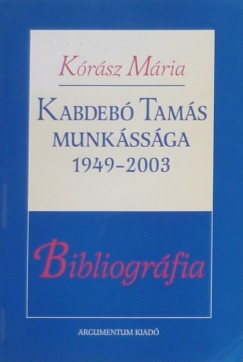 Kórász Mária
Kabdebó Tamás
munkássága
1949–2003
Bibliográfia
Argumentum Kiadó